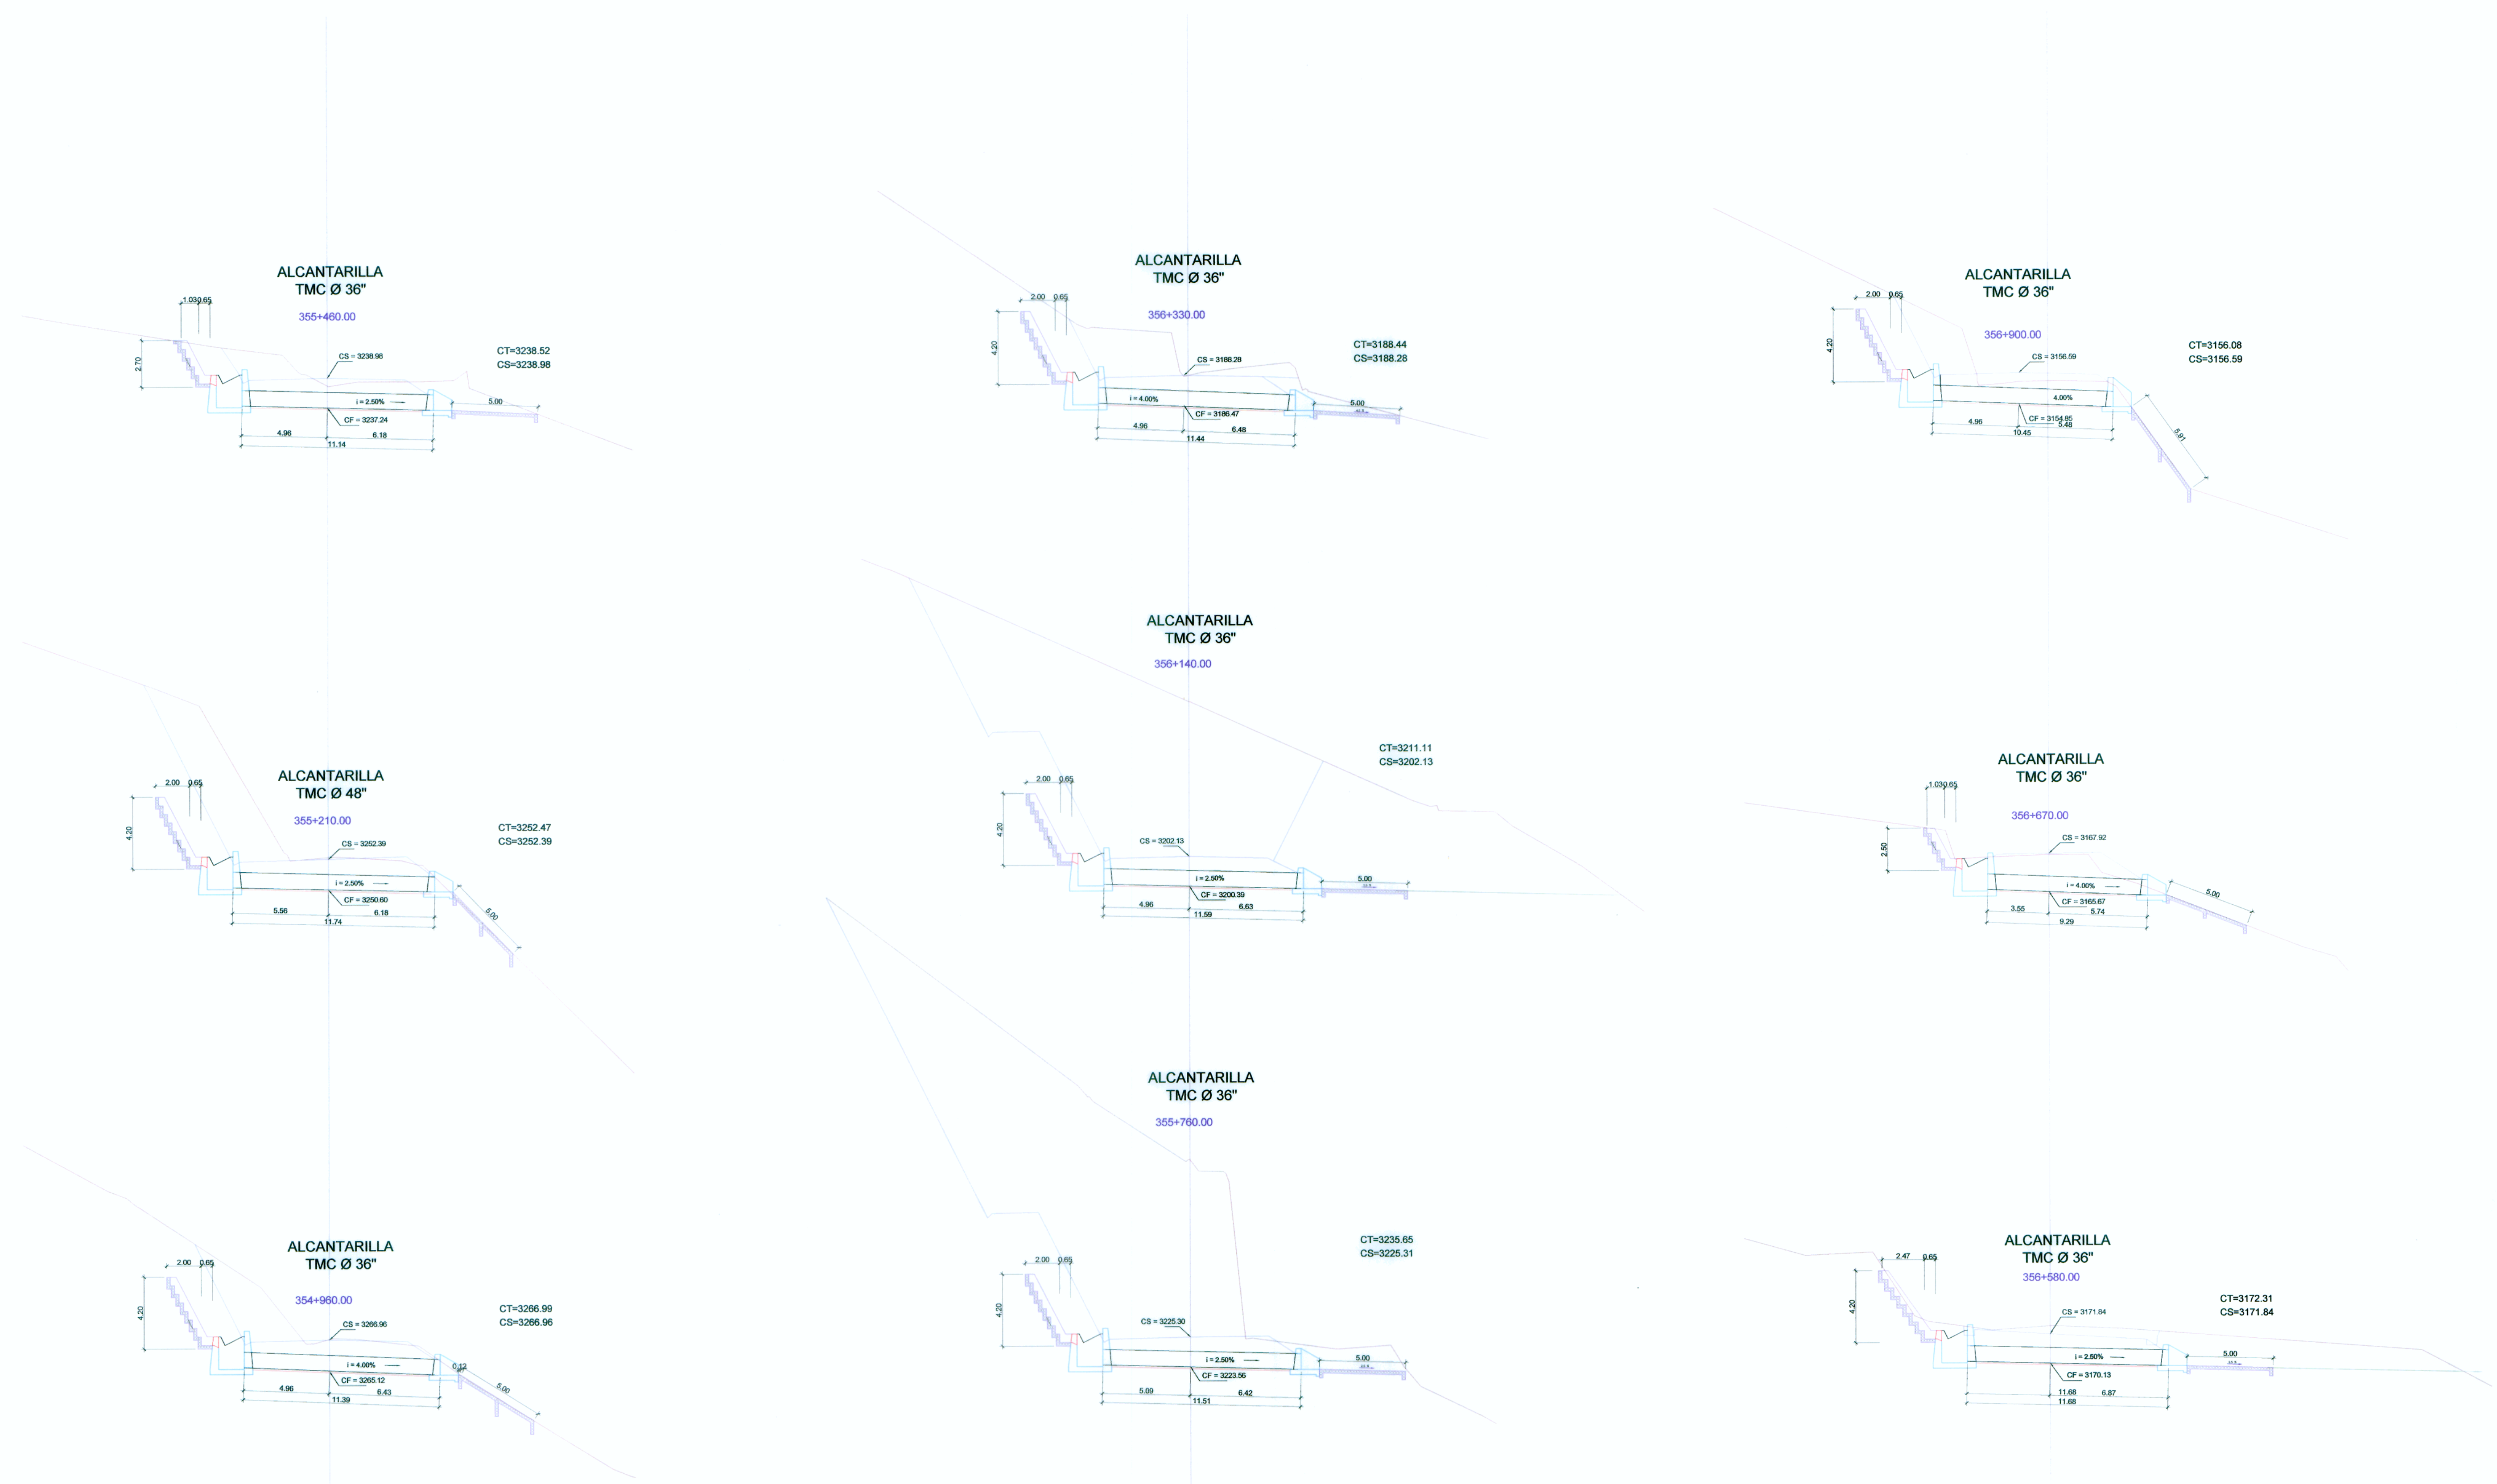 ALCANTARILLA
TMC Ø 36"
355+460.00
1.03
0.65
2.70
CS = 3238.98
CT=3238.52
CS=3238.98
i = 2.50%
5.00
CF = 3237.24
4.96
6.18
11.14
ALCANTARILLA
TMC Ø 36"
356+330.00
2.00
0.65
4.20
CS = 3188.28
CT=3188.44
CS=3188.28
i = 4.00%
5.00
CF = 3186.47
4.96
6.48
11.44
ALCANTARILLA
TMC Ø 36"
356+900.00
2.00
0.65
4.20
CS = 3156.59
CT=3156.08
CS=3156.59
4.00%
CF = 3154.85
4.96
5.48
10.45
5.91
ALCANTARILLA
TMC Ø 48"
355+210.00
2.00
0.65
4.20
CS = 3252.39
CT=3252.47
CS=3252.39
i = 2.50%
CF = 3250.60
5.56
6.18
11.74
5.00
ALCANTARILLA
TMC Ø 36"
356+140.00
CT=3211.11
CS=3202.13
2.00
0.65
4.20
CS = 3202.13
i = 2.50%
5.00
CF = 3200.39
4.96
6.63
11.59
ALCANTARILLA
TMC Ø 36"
356+670.00
1.03
0.65
2.50
CS = 3167.92
i = 4.00%
CF = 3165.67
3.55
5.74
9.29
5.00
ALCANTARILLA
TMC Ø 36"
354+960.00
2.00
0.65
4.20
CS = 3266.96
CT=3266.99
CS=3266.96
i = 4.00%
0.12
CF = 3265.12
4.96
6.43
11.39
5.00
ALCANTARILLA
TMC Ø 36"
355+760.00
CT=3235.65
CS=3225.31
2.00
0.65
4.20
CS = 3225.30
i = 2.50%
5.00
CF = 3223.56
5.09
6.42
11.51
ALCANTARILLA
TMC Ø 36"
356+580.00
2.47
0.65
4.20
CS = 3171.84
CT=3172.31
CS=3171.84
i = 2.50%
5.00
CF = 3170.13
11.68
6.87
11.68